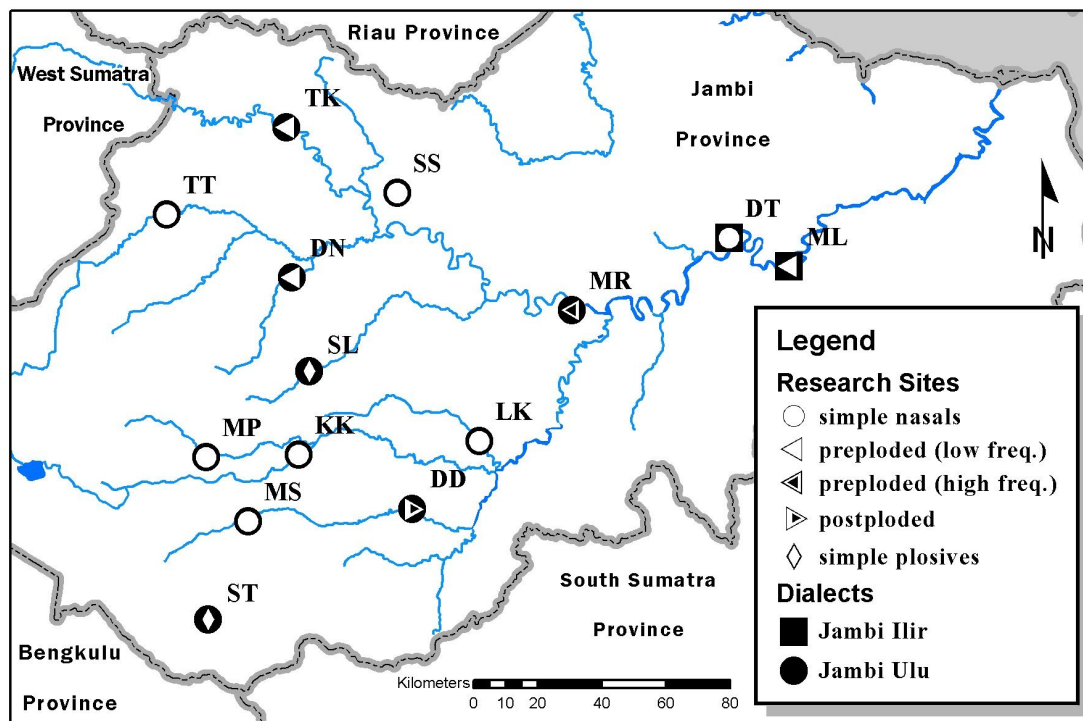 Riau Province
West Sumatra
Province
Jambi
Province
TK
SS
TT
DT
DN
ML
N
MR
SL
Legend
Research Sites
simple nasals
preploded (low freq.)
preploded (high freq.)
postploded
simple plosives
Dialects
Jambi Ilir
Jambi Ulu
LK
MP
KK
DD
MS
ST
South Sumatra
Province
Bengkulu
Province
Kilometers
0 10 20 40 60 80